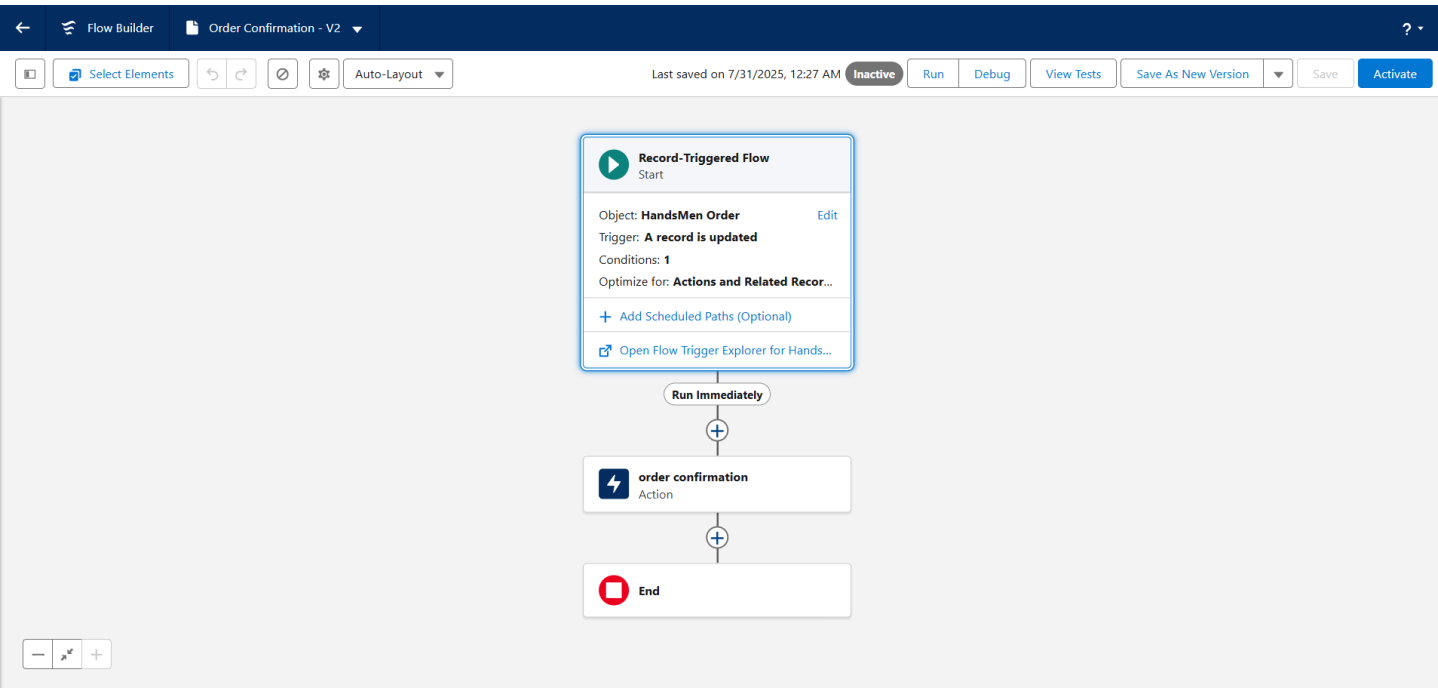 Flow Builder
Order Confirmation - V2
?
Select Elements
Auto-Layout
Last saved on 7/31/2025, 12:27 AM
Inactive
Run
Debug
View Tests
Save As New Version
Save
Activate
Record-Triggered Flow
Start
Object: HandsMen Order
Edit
Trigger: A record is updated
Conditions: 1
Optimize for: Actions and Related Recor...
Add Scheduled Paths (Optional)
Open Flow Trigger Explorer for Hands...
Run Immediately
order confirmation
Action
End